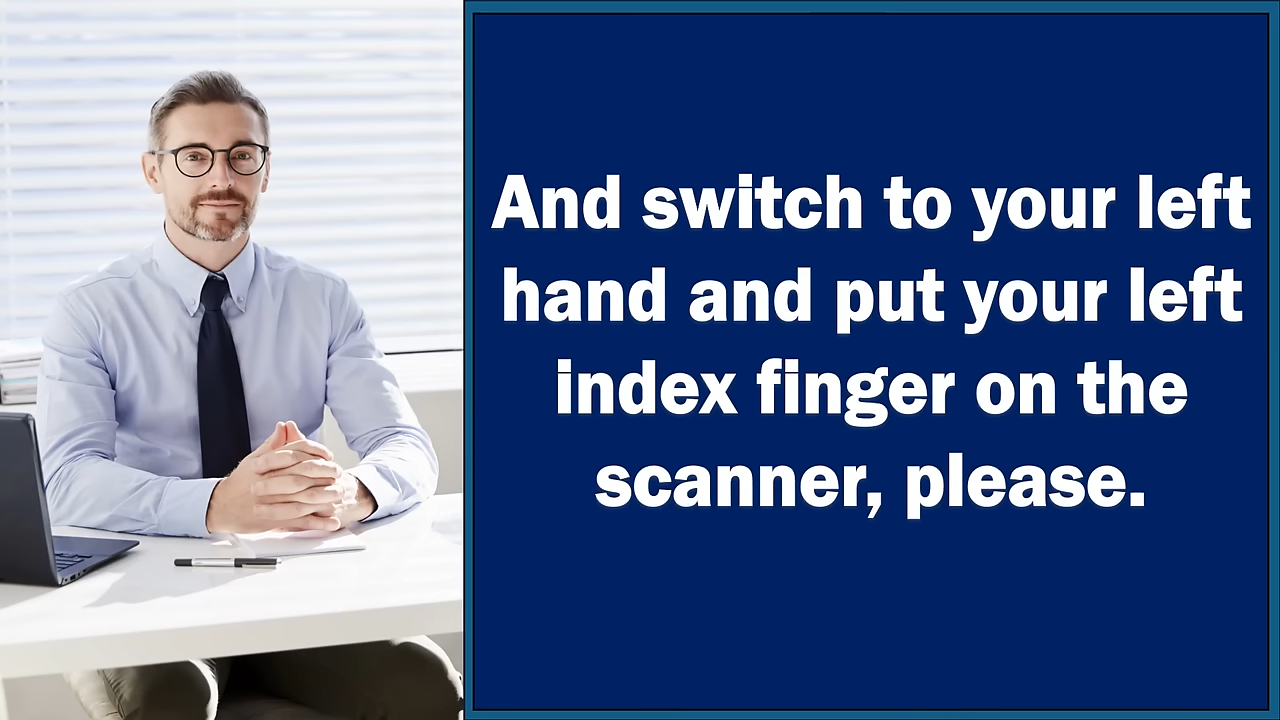 And switch to your left
hand and put your left
index finger on the
scanner, please.